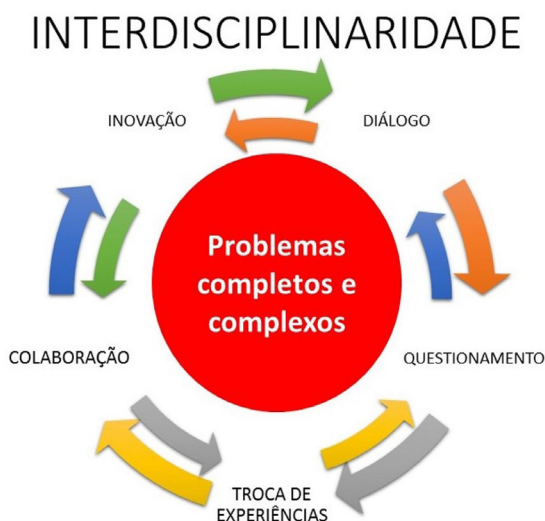 INTERDISCIPLINARIDADE
INOVAÇÃO
DIÁLOGO
Problemas
completos e
complexos
COLABORAÇÃO
QUESTIONAMENTO
TROCA DE
EXPERIÊNCIAS